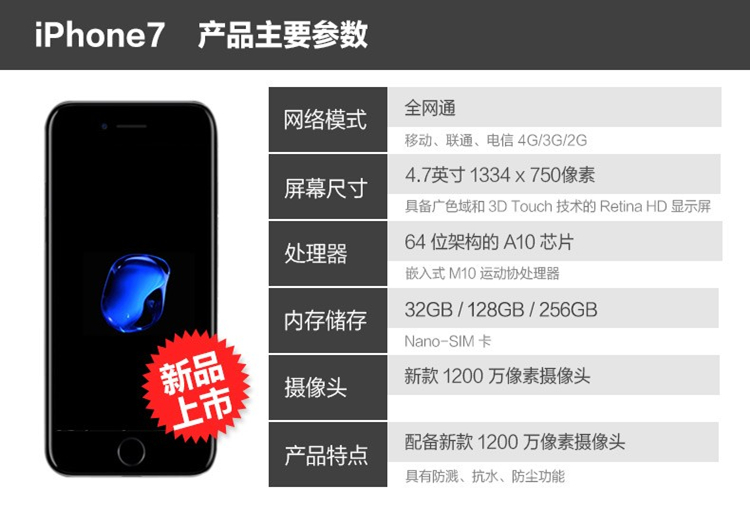 iPhone7 产品主要参数
网络模式
全网通
移动、联通、电信 4G/3G/2G
屏幕尺寸
4.7英寸 1334 x 750像素
具备广色域和 3D Touch 技术的 Retina HD 显示屏
处理器
64 位架构的 A10 芯片
嵌入式 M10 运动协处理器
内存储存
32GB / 128GB / 256GB
Nano-SIM 卡
摄像头
新款 1200 万像素摄像头
产品特点
配备新款 1200 万像素摄像头
具有防溅、抗水、防尘功能
新品
上市